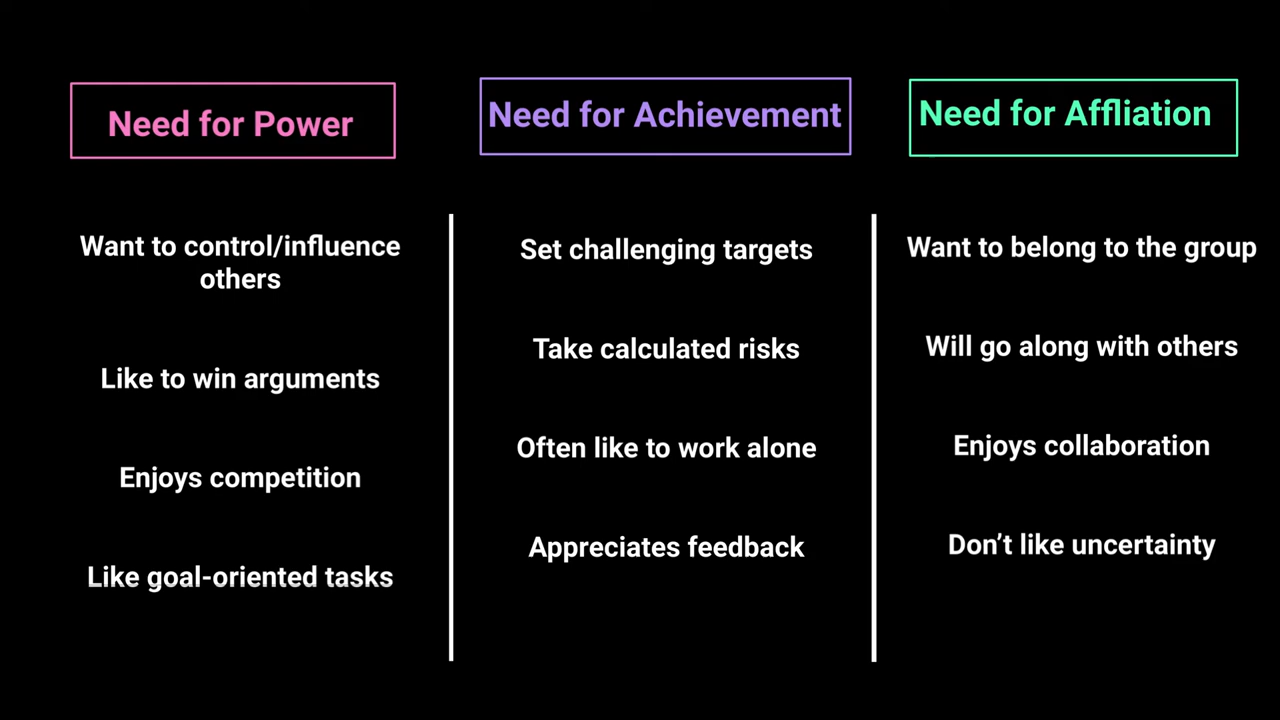 Need for Power
Want to control/influence
others
Like to win arguments
Enjoys competition
Like goal-oriented tasks
Need for Achievement
Set challenging targets
Take calculated risks
Often like to work alone
Appreciates feedback
Need for Affliation
Want to belong to the group
Will go along with others
Enjoys collaboration
Don’t like uncertainty